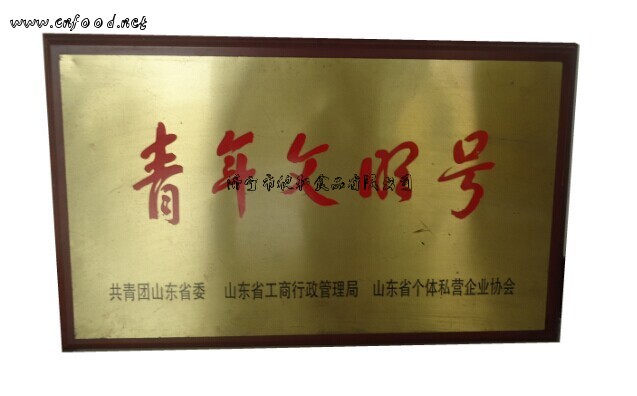 www.cnfood.net
青年文明号
共青团山东省委 山东省工商行政管理局 山东省个体私营企业协会